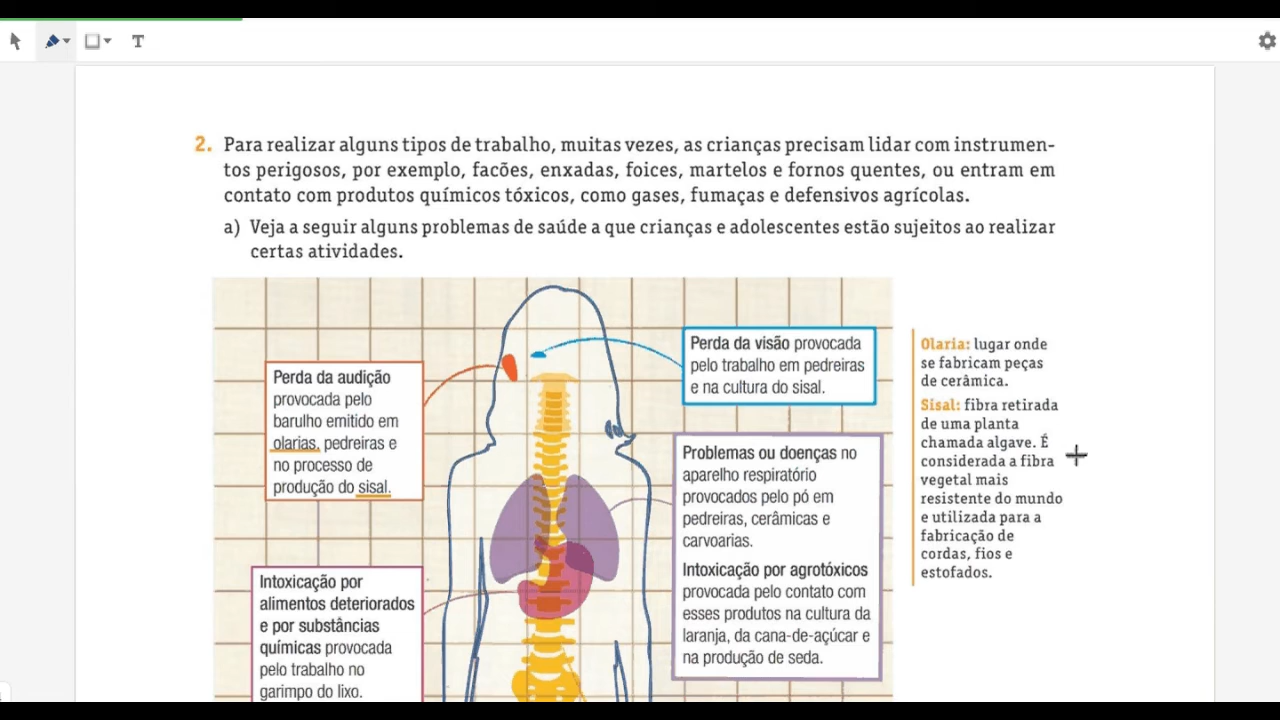 T
2. Para realizar alguns tipos de trabalho, muitas vezes, as crianças precisam lidar com instrumen-
tos perigosos, por exemplo, facões, enxadas, foices, martelos e fornos quentes, ou entram em
contato com produtos químicos tóxicos, como gases, fumaças e defensivos agrícolas.
a) Veja a seguir alguns problemas de saúde a que crianças e adolescentes estão sujeitos ao realizar
certas atividades.
Perda da audição
provocada pelo
barulho emitido em
olarias, pedreiras e
no processo de
produção do sisal.
Intoxicação por
alimentos deteriorados
e por substâncias
químicas provocada
pelo trabalho no
garimpo do lixo.
Perda da visão provocada
pelo trabalho em pedreiras
e na cultura do sisal.
Problemas ou doenças no
aparelho respiratório
provocados pelo pó em
pedreiras, cerâmicas e
carvoarias.
Intoxicação por agrotóxicos
provocada pelo contato com
esses produtos na cultura da
laranja, da cana-de-açúcar e
na produção de seda.
Olaria: lugar onde
se fabricam peças
de cerâmica.
Sisal: fibra retirada
de uma planta
chamada algave. É
considerada a fibra
vegetal mais
resistente do mundo
e utilizada para a
fabricação de
cordas, fios e
estofados.